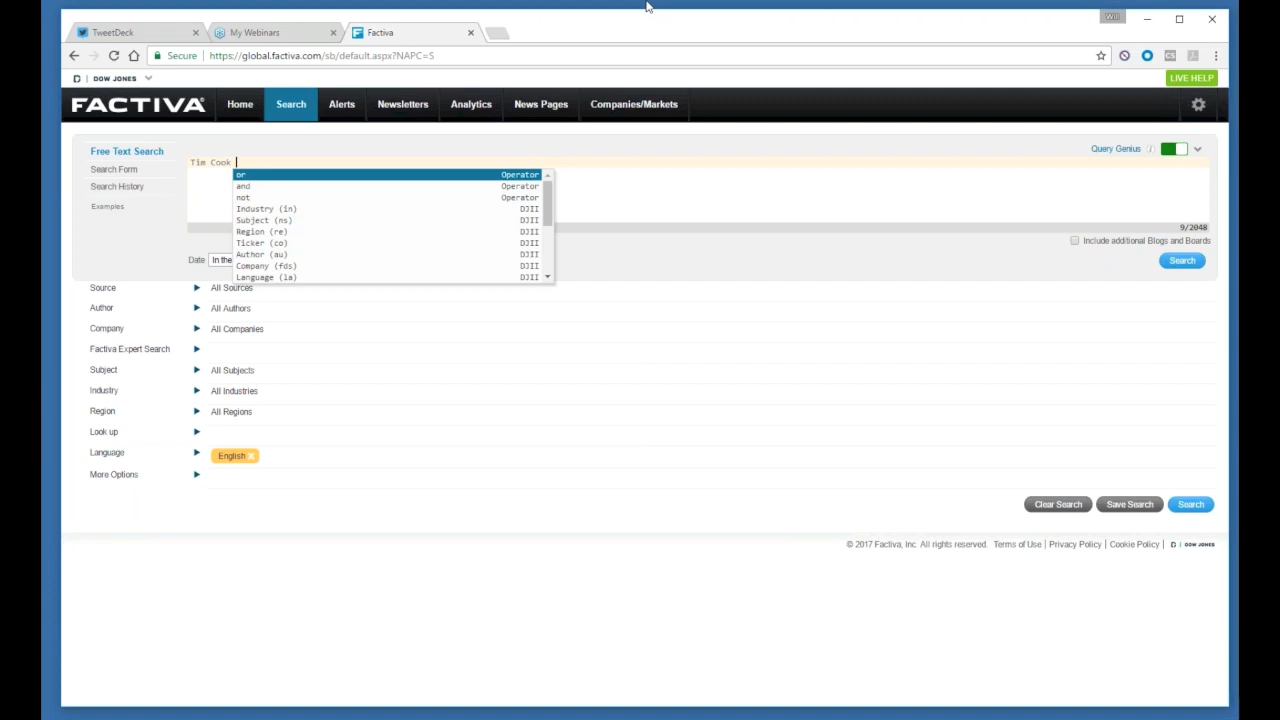 Will
TweetDeck
My Webinars
Factiva
Secure
https://global.factiva.com/sb/default.aspx?NAPC=S
DOW JONES
LIVE HELP
FACTIVA
Home
Search
Alerts
Newsletters
Analytics
News Pages
Companies/Markets
Free Text Search
Query Genius
Search Form
Tim Cook
Search History
Examples
or Operator
and Operator
not Operator
Industry (in) DJII
Subject (ns) DJII
Region (re) DJII
Ticker (co) DJII
Author (au) DJII
Company (fds) DJII
Language (la) DJII
9/2048
Include additional Blogs and Boards
Date In the
Search
Source All Sources
Author All Authors
Company All Companies
Factiva Expert Search
Subject All Subjects
Industry All Industries
Region All Regions
Look up
Language English
More Options
Clear Search
Save Search
Search
© 2017 Factiva, Inc. All rights reserved. Terms of Use | Privacy Policy | Cookie Policy | D | DOW JONES